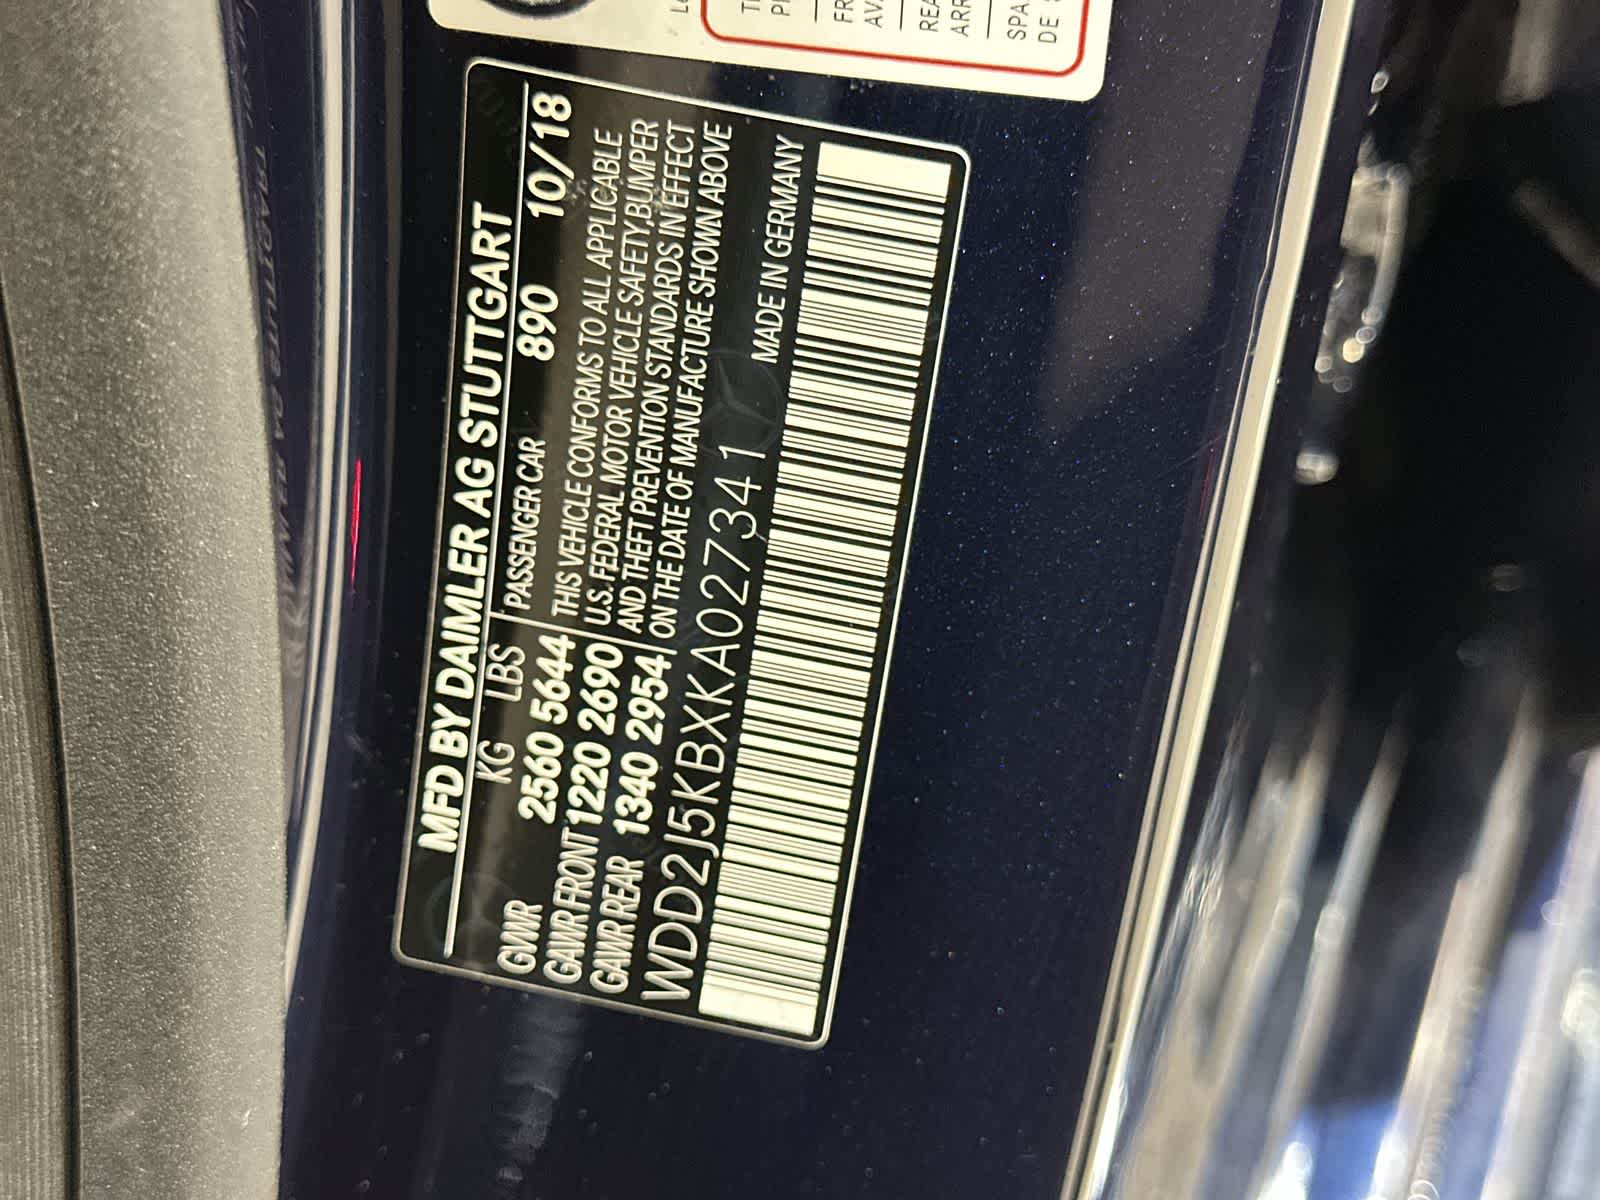 MFD BY DAIMLER AG STUTTGART
KG LBS PASSENGER CAR 890 10/18
GVWR 2560 5644 THIS VEHICLE CONFORMS TO ALL APPLICABLE
GAWR FRONT 1220 2690 U.S. FEDERAL MOTOR VEHICLE SAFETY,BUMPER
GAWR REAR 1340 2954 AND THEFT PREVENTION STANDARDS IN EFFECT
ON THE DATE OF MANUFACTURE SHOWN ABOVE
WDD2J5KBXKA027341
MADE IN GERMANY